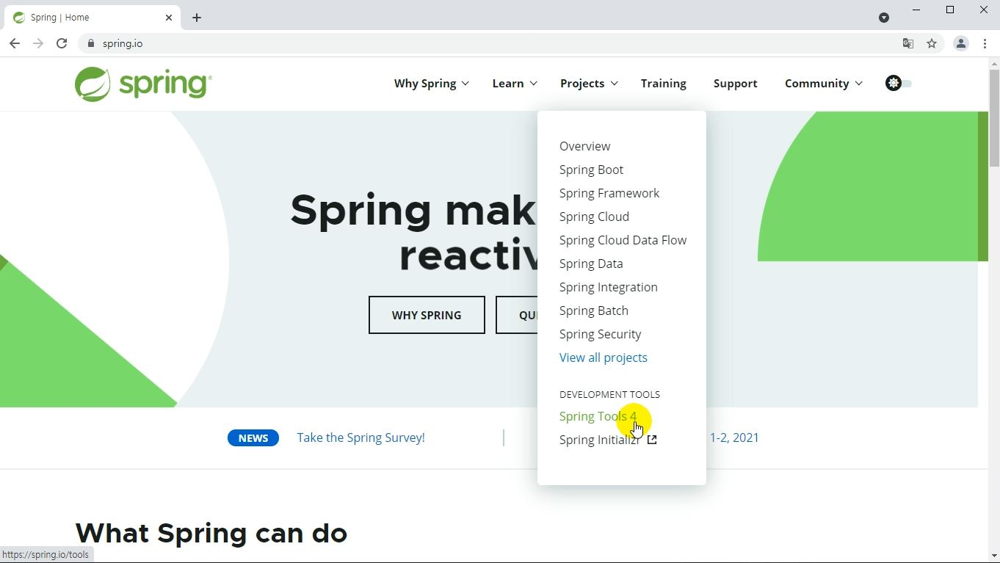 Spring | Home
spring.io
spring
Why Spring
Learn
Projects
Training
Support
Community
Overview
Spring Boot
Spring Framework
Spring Cloud
Spring Cloud Data Flow
Spring Data
Spring Integration
Spring Batch
Spring Security
View all projects
DEVELOPMENT TOOLS
Spring Tools 4
Spring Initializr
Spring mak
reactiv
WHY SPRING
QUI
NEWS
Take the Spring Survey!
1-2, 2021
What Spring can do
https://spring.io/tools